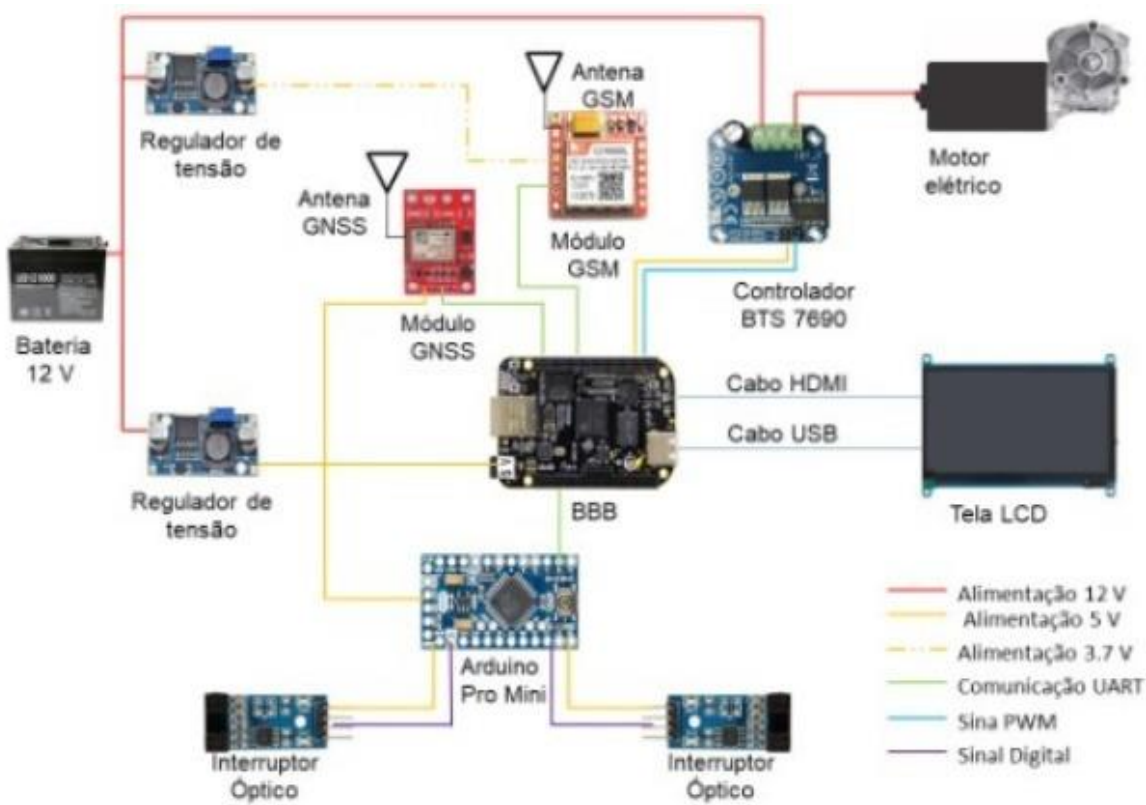 Regulador de
tensão
Antena
GSM
Antena
GNSS
Motor
elétrico
Módulo
GSM
Controlador
BTS 7690
Módulo
GNSS
Bateria
12 V
Cabo HDMI
Cabo USB
Regulador de
tensão
BBB
Tela LCD
Arduino
Pro Mini
Interruptor
Óptico
Interruptor
Óptico
Alimentação 12 V
Alimentação 5 V
Alimentação 3.7 V
Comunicação UART
Sina PWM
Sinal Digital